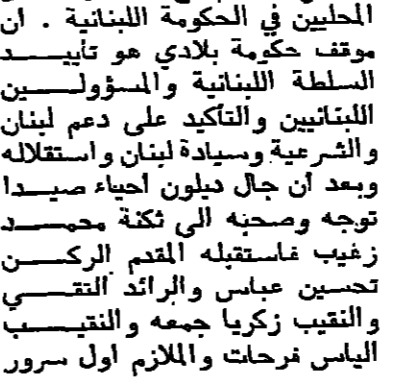 المحليين في الحكومة اللبنانية . ان
موقف حكومة بلادي هو تأييد
السلطة اللبنانية والمسؤولين
اللبنانيين والتأكيد على دعم لبنان
والشرعية وسيادة لبنان واستقلاله
وبعد أن جال ديلون أحياء صيدا
توجه وصحبه الى ثكنة محمد
زغيب فاستقبله المقدم الركن
تحسين عباس والرائد التقي
والنقيب زكريا جمعه والنقيب
الياس فرحات والملازم اول سرور